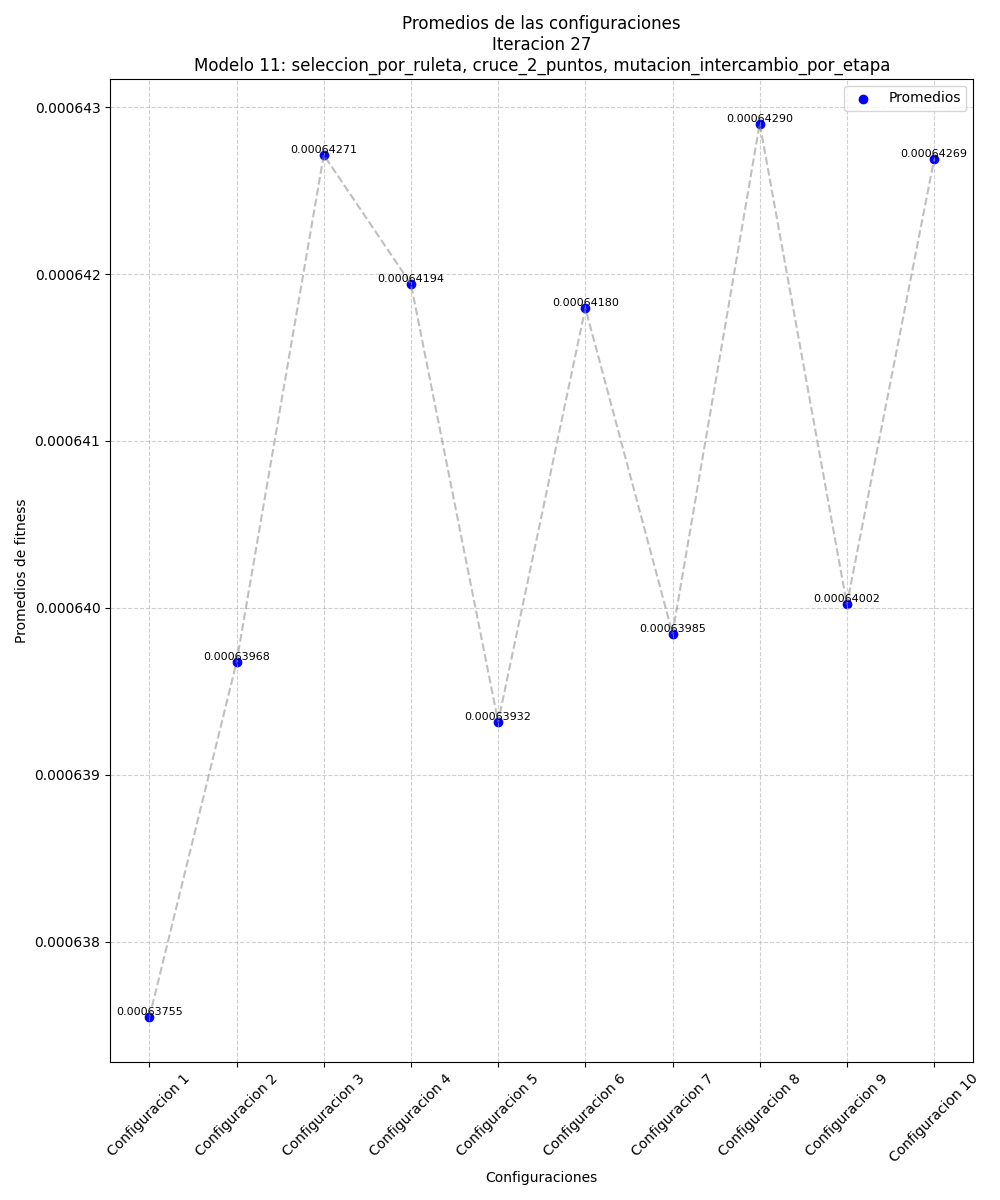 Promedios de las configuraciones
Iteracion 27
Modelo 11: seleccion_por_ruleta, cruce_2_puntos, mutacion_intercambio_por_etapa
Promedios
0.000643
0.000642
0.000641
0.000640
0.000639
0.000638
Promedios de fitness
0.00063755
0.00063968
0.00064271
0.00064194
0.00063932
0.00064180
0.00063985
0.00064290
0.00064002
0.00064269
Configuracion 1
Configuracion 2
Configuracion 3
Configuracion 4
Configuracion 5
Configuracion 6
Configuracion 7
Configuracion 8
Configuracion 9
Configuracion 10
Configuraciones